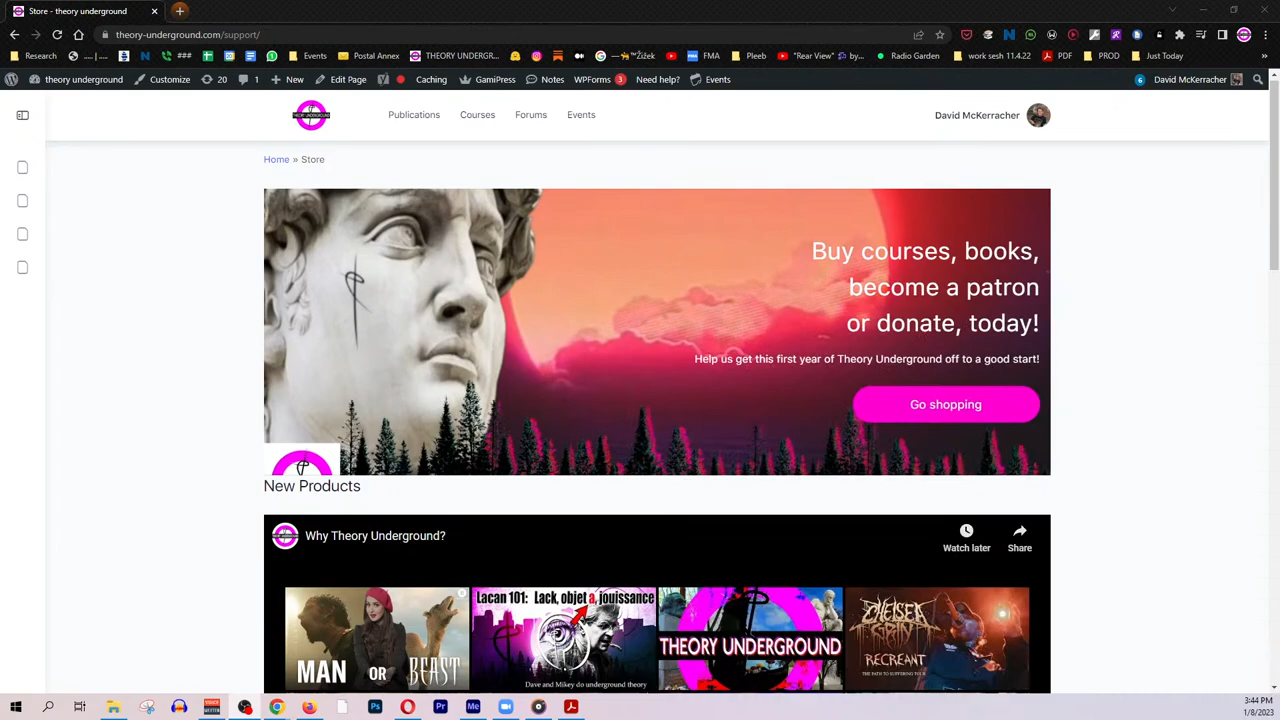 Store - Theory Underground
theory-underground.com/support/
Research
Events
Postal Annex
THEORY UNDERGR...
FMA
Pleeb
"Rear View"
Radio Garden
work sesh 11.4.22
PDF
PROD
Just Today
theory underground
Customize
20
1
New
Edit Page
Caching
GamiPress
Notes
WPForms 3
Need help?
Events
6
David McKerracher
THEORY UNDERGROUND
Publications
Courses
Forums
Events
David McKerracher
Home » Store
Buy courses, books,
become a patron
or donate, today!
Help us get this first year of Theory Underground off to a good start!
Go shopping
New Products
Why Theory Underground?
Watch later
Share
MAN OR BEAST
Lacan 101: Lack, objet a, jouissance
Dave and Mikey do underground theory
THEORY UNDERGROUND
CHELSEA GRIN
RECREANT
3:44 PM
1/8/2023